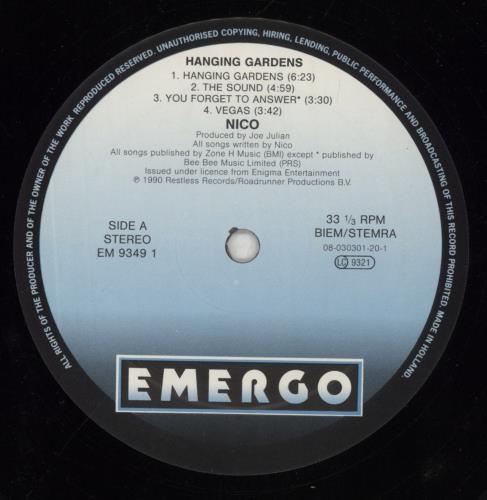 ALL RIGHTS OF THE PRODUCER AND OF THE OWNER OF THE WORK REPRODUCED RESERVED. UNAUTHORISED COPYING, HIRING, LENDING, PUBLIC PERFORMANCE AND BROADCASTING OF THIS RECORD PROHIBITED. MADE IN HOLLAND.
HANGING GARDENS
1. HANGING GARDENS (6:23)
2. THE SOUND (4:59)
3. YOU FORGET TO ANSWER* (3:30)
4. VEGAS (3:42)
NICO
Produced by Joe Julian
All songs written by Nico
All songs published by Zone H Music (BMI) except * published by
Bee Bee Music Limited (PRS)
Issued under licence from Enigma Entertainment
℗ 1990 Restless Records/Roadrunner Productions B.V.
SIDE A
STEREO
EM 9349 1
33 ⅓ RPM
BIEM/STEMRA
08-030301-20-1
LC 9321
EMERGO